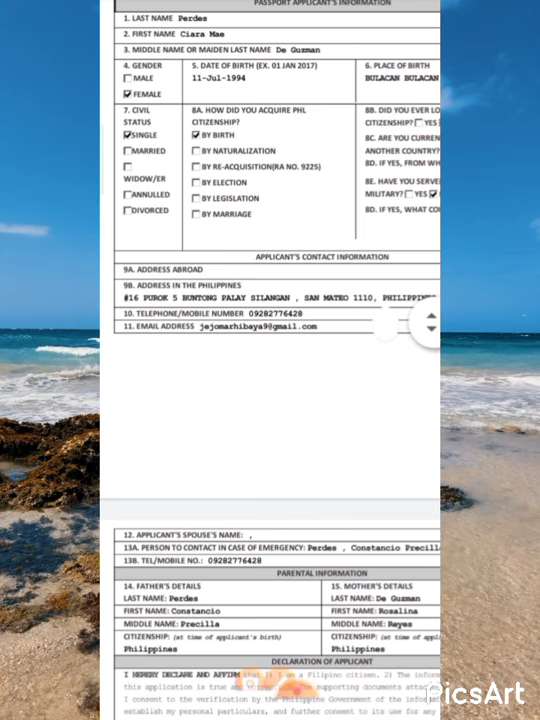 PASSPORT APPLICANT'S INFORMATION
1. LAST NAME Perdes
2. FIRST NAME Ciara Mae
3. MIDDLE NAME OR MAIDEN LAST NAME De Guzman
4. GENDER
MALE
FEMALE
5. DATE OF BIRTH (EX. 01 JAN 2017)
11-Jul-1994
6. PLACE OF BIRTH
BULACAN BULACAN
7. CIVIL
STATUS
SINGLE
MARRIED
WIDOW/ER
ANNULLED
DIVORCED
8A. HOW DID YOU ACQUIRE PHL
CITIZENSHIP?
BY BIRTH
BY NATURALIZATION
BY RE-ACQUISITION(RA NO. 9225)
BY ELECTION
BY LEGISLATION
BY MARRIAGE
8B. DID YOU EVER LO
CITIZENSHIP? YES
8C. ARE YOU CURREN
ANOTHER COUNTRY?
8D. IF YES, FROM WH
8E. HAVE YOU SERVE
MILITARY? YES
8D. IF YES, WHAT CO
APPLICANT'S CONTACT INFORMATION
9A. ADDRESS ABROAD
9B. ADDRESS IN THE PHILIPPINES
#16 PUROK 5 BUNTONG PALAY SILANGAN , SAN MATEO 1110, PHILIPPINES
10. TELEPHONE/MOBILE NUMBER 09282776428
11. EMAIL ADDRESS jejomarhibaya9@gmail.com
12. APPLICANT'S SPOUSE'S NAME: ,
13A. PERSON TO CONTACT IN CASE OF EMERGENCY: Perdes , Constancio Precill
13B. TEL/MOBILE NO.: 09282776428
PARENTAL INFORMATION
14. FATHER'S DETAILS
LAST NAME: Perdes
FIRST NAME: Constancio
MIDDLE NAME: Precilla
CITIZENSHIP: (at time of applicant's birth)
Philippines
15. MOTHER'S DETAILS
LAST NAME: De Guzman
FIRST NAME: Rosalina
MIDDLE NAME: Reyes
CITIZENSHIP: (at time of appl
Philippines
DECLARATION OF APPLICANT
I HEREBY DECLARE AND AFFIRM that 1) I am a Filipino citizen. 2) The inform
this application is true and supporting documents attac
I consent to the verification by the Philippine Government of the infor
establish my personal particulars, and further consent to its use for any
PicsArt